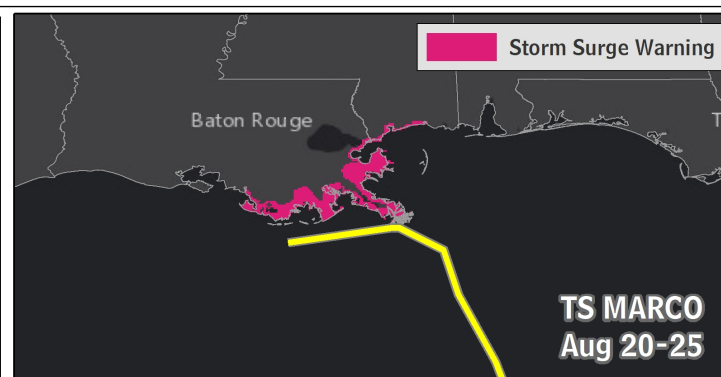 Storm Surge Warning
Baton Rouge
T
TS MARCO
Aug 20-25